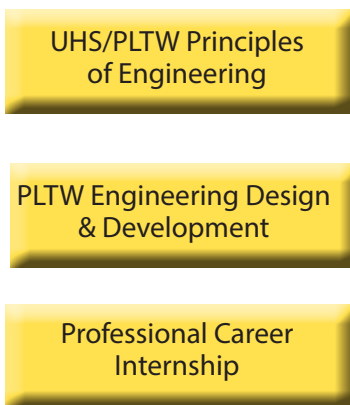 UHS/PLTW Principles
of Engineering
PLTW Engineering Design
& Development
Professional Career
Internship